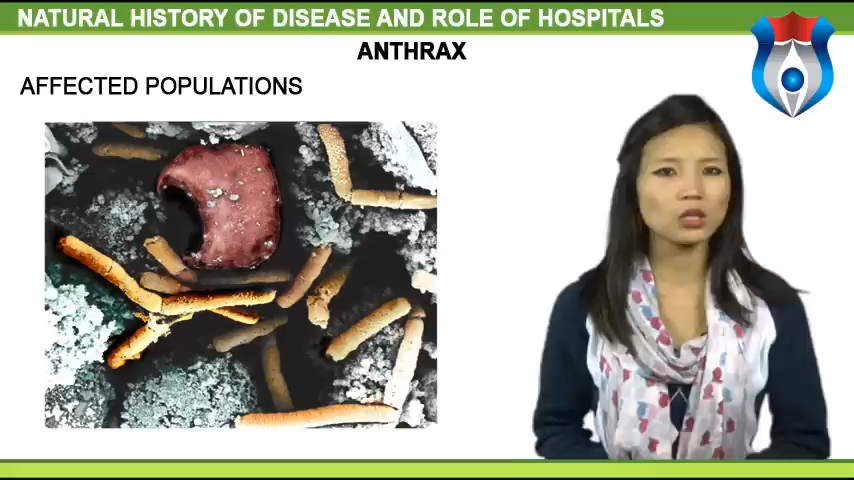 NATURAL HISTORY OF DISEASE AND ROLE OF HOSPITALS
ANTHRAX
AFFECTED POPULATIONS